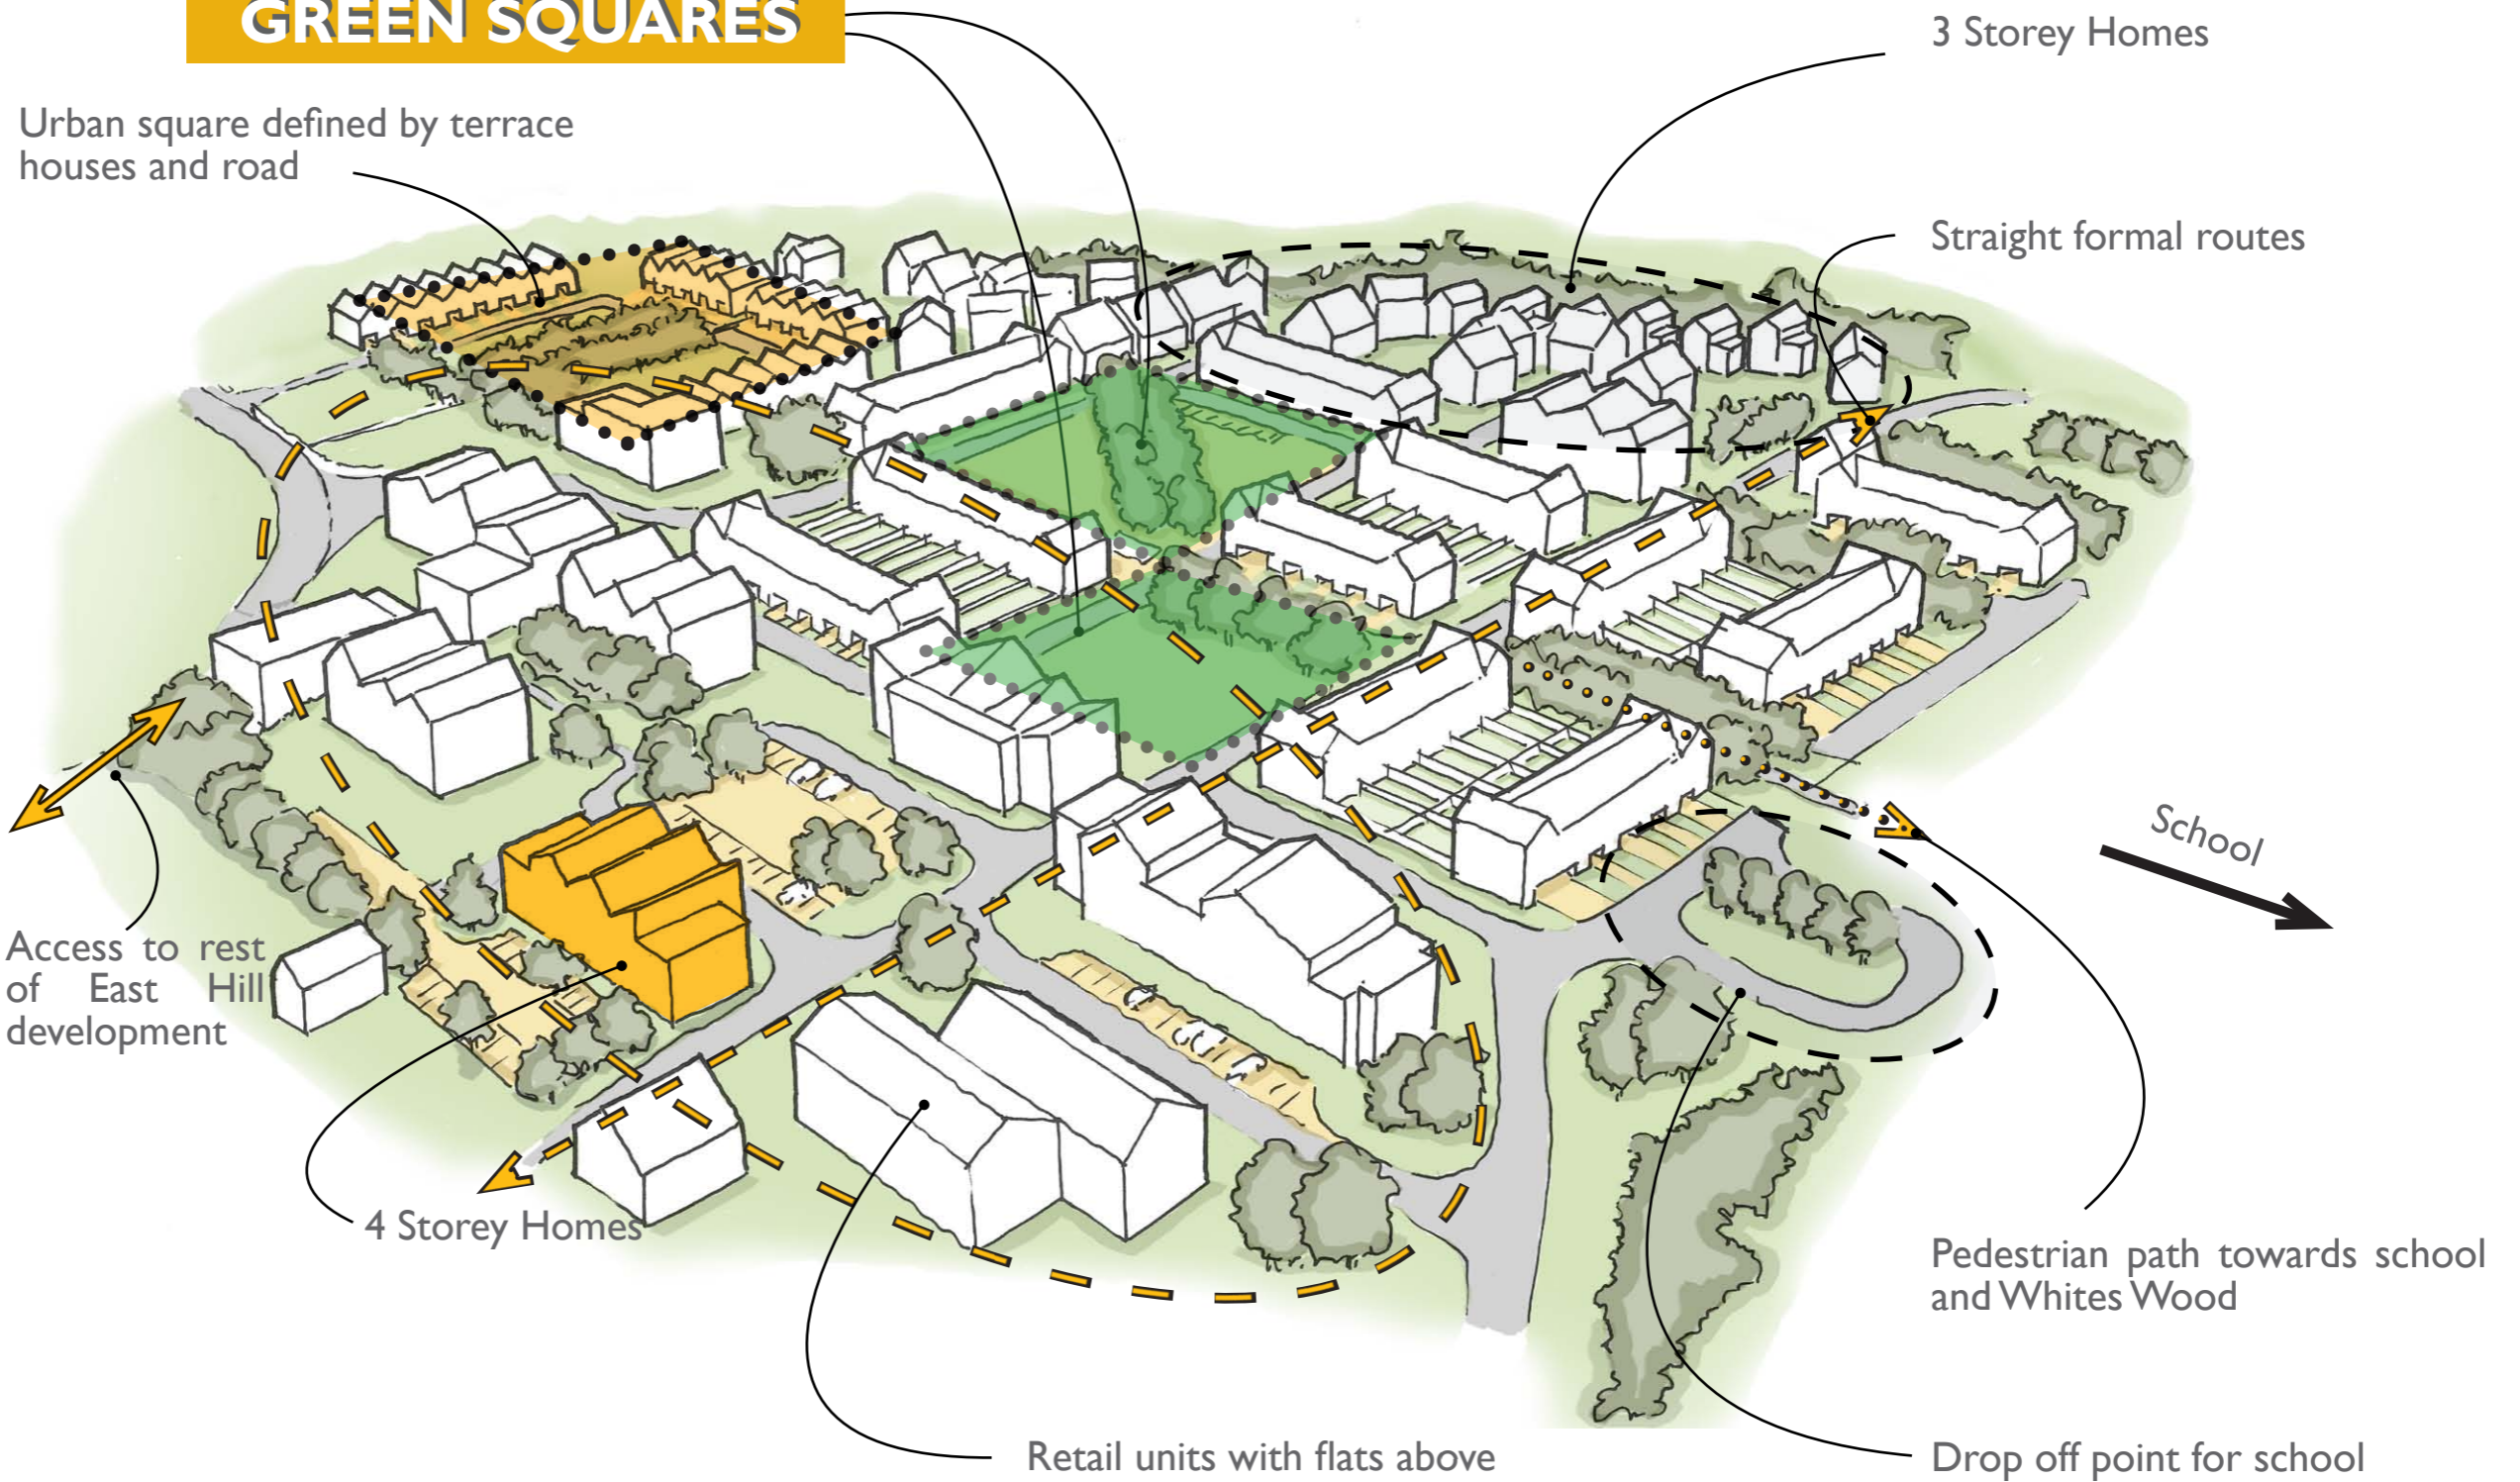 GREEN SQUARES
3 Storey Homes
Urban square defined by terrace
houses and road
Straight formal routes
School
Access to rest
of East Hill
development
4 Storey Homes
Pedestrian path towards school
and Whites Wood
Retail units with flats above
Drop off point for school